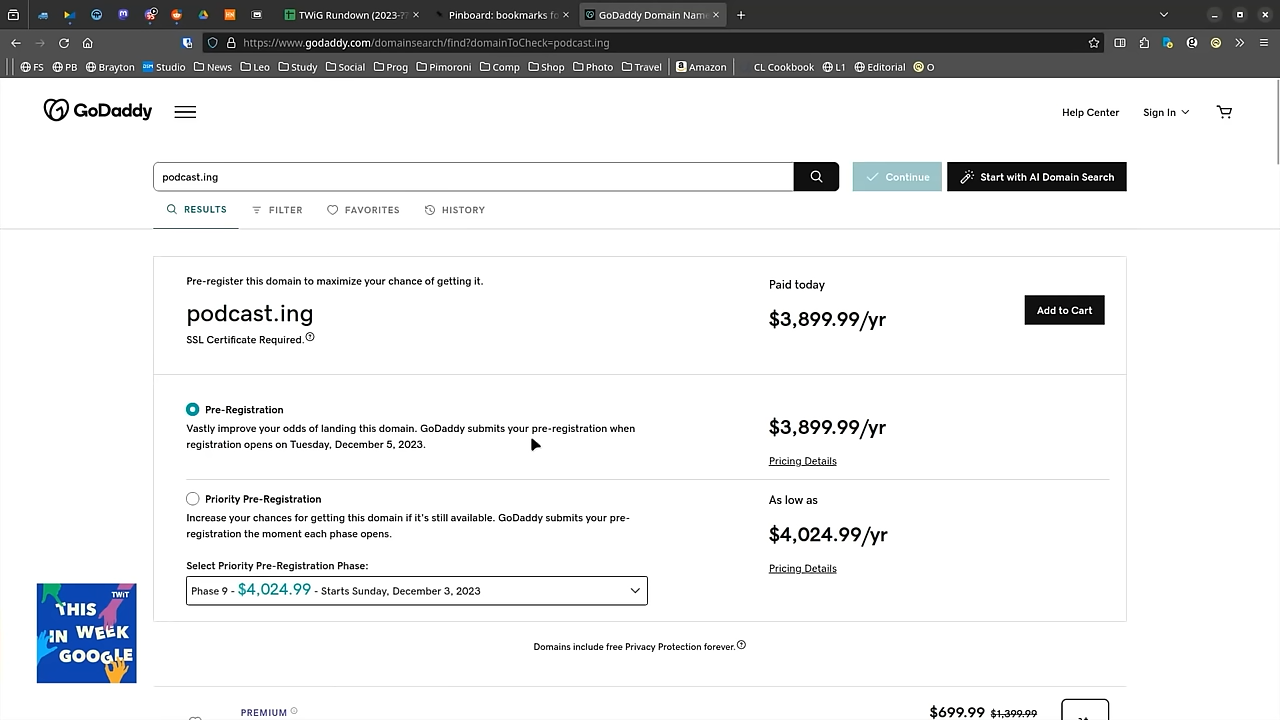 TWiG Rundown (2023-??
Pinboard: bookmarks fo
GoDaddy Domain Name
https://www.godaddy.com/domainsearch/find?domainToCheck=podcast.ing
FS PB Brayton Studio News Leo Study Social Prog Pimoroni Comp Shop Photo Travel Amazon CL Cookbook L1 Editorial O
GoDaddy
Help Center Sign In
podcast.ing
Continue
Start with AI Domain Search
RESULTS FILTER FAVORITES HISTORY
Pre-register this domain to maximize your chance of getting it.
podcast.ing
SSL Certificate Required.
Paid today
$3,899.99/yr
Add to Cart
Pre-Registration
Vastly improve your odds of landing this domain. GoDaddy submits your pre-registration when
registration opens on Tuesday, December 5, 2023.
$3,899.99/yr
Pricing Details
Priority Pre-Registration
Increase your chances for getting this domain if it's still available. GoDaddy submits your pre-
registration the moment each phase opens.
As low as
$4,024.99/yr
Pricing Details
Select Priority Pre-Registration Phase:
Phase 9 - $4,024.99 - Starts Sunday, December 3, 2023
TWiT
THIS
IN WEEK
GOOGLE
Domains include free Privacy Protection forever.
PREMIUM
$699.99 $1,399.99